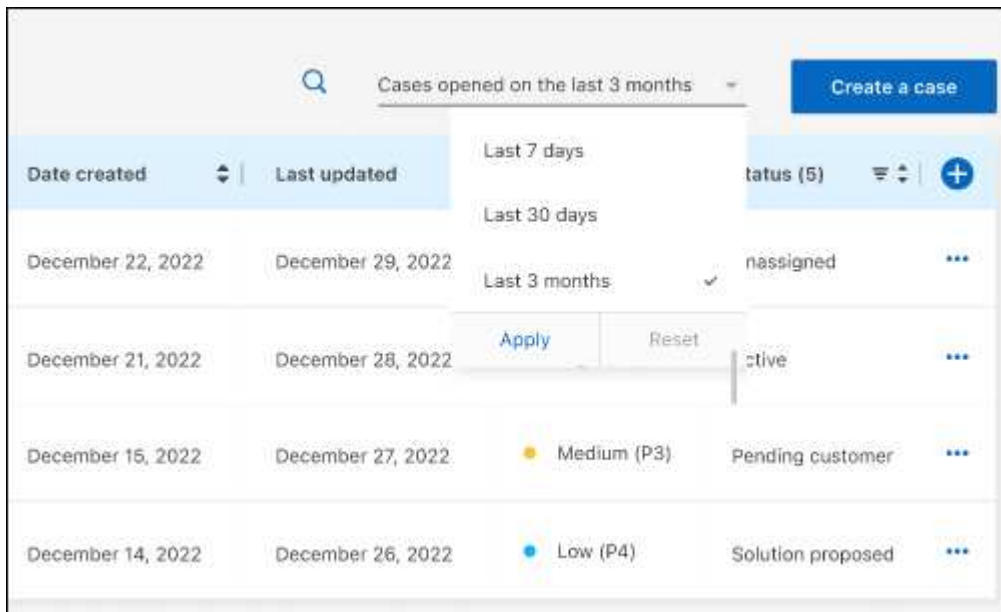 Cases opened on the last 3 months
Create a case
Last 7 days
Date created
Last updated
tatus (5)
Last 30 days
December 22, 2022
December 29, 2022
nassigned
Last 3 months
Apply
Reset
December 21, 2022
December 28, 2022
ctive
December 15, 2022
December 27, 2022
Medium (P3)
Pending customer
December 14, 2022
December 26, 2022
Low (P4)
Solution proposed